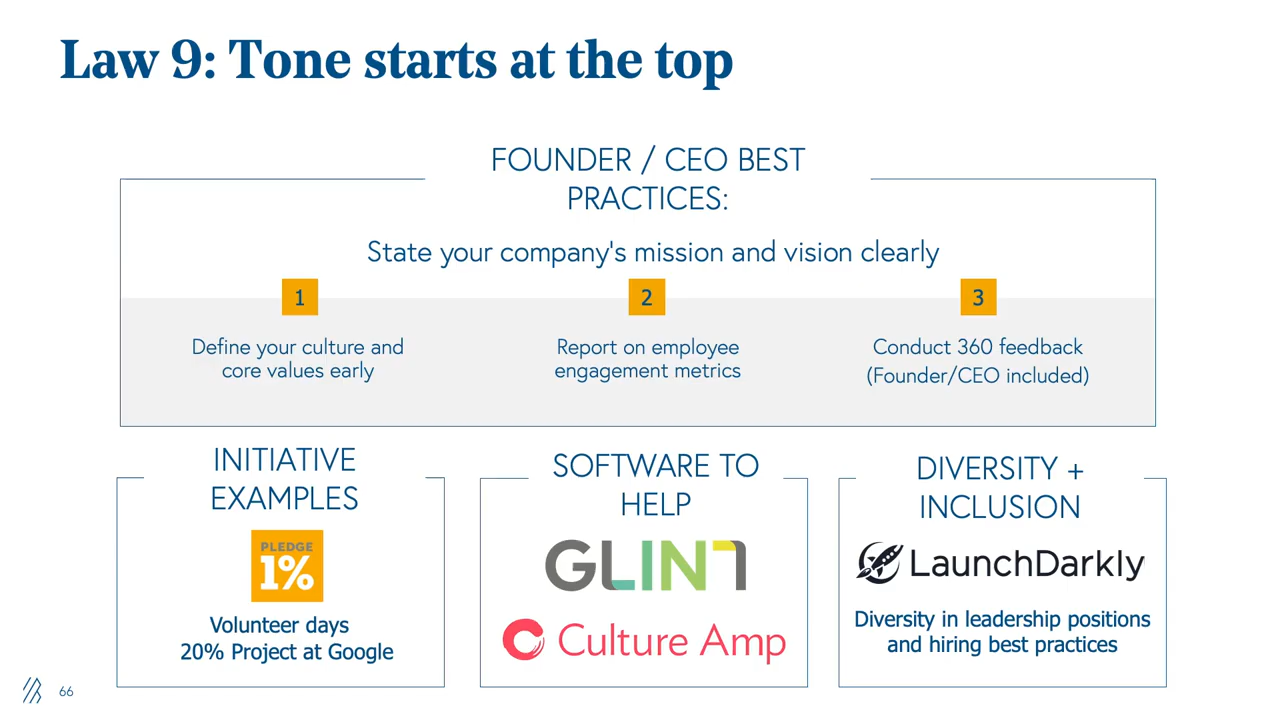 Law 9: Tone starts at the top
FOUNDER / CEO BEST
PRACTICES:
State your company's mission and vision clearly
1
Define your culture and
core values early
2
Report on employee
engagement metrics
3
Conduct 360 feedback
(Founder/CEO included)
INITIATIVE
EXAMPLES
PLEDGE
1%
Volunteer days
20% Project at Google
SOFTWARE TO
HELP
GLINT
Culture Amp
DIVERSITY +
INCLUSION
LaunchDarkly
Diversity in leadership positions
and hiring best practices
66